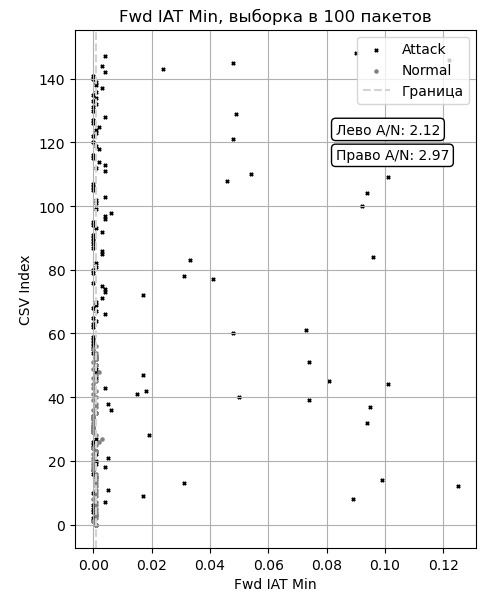 Fwd IAT Min, выборка в 100 пакетов
Attack
Normal
Граница
Лево A/N: 2.12
Право A/N: 2.97
CSV Index
140
120
100
80
60
40
20
0
0.00 0.02 0.04 0.06 0.08 0.10 0.12
Fwd IAT Min